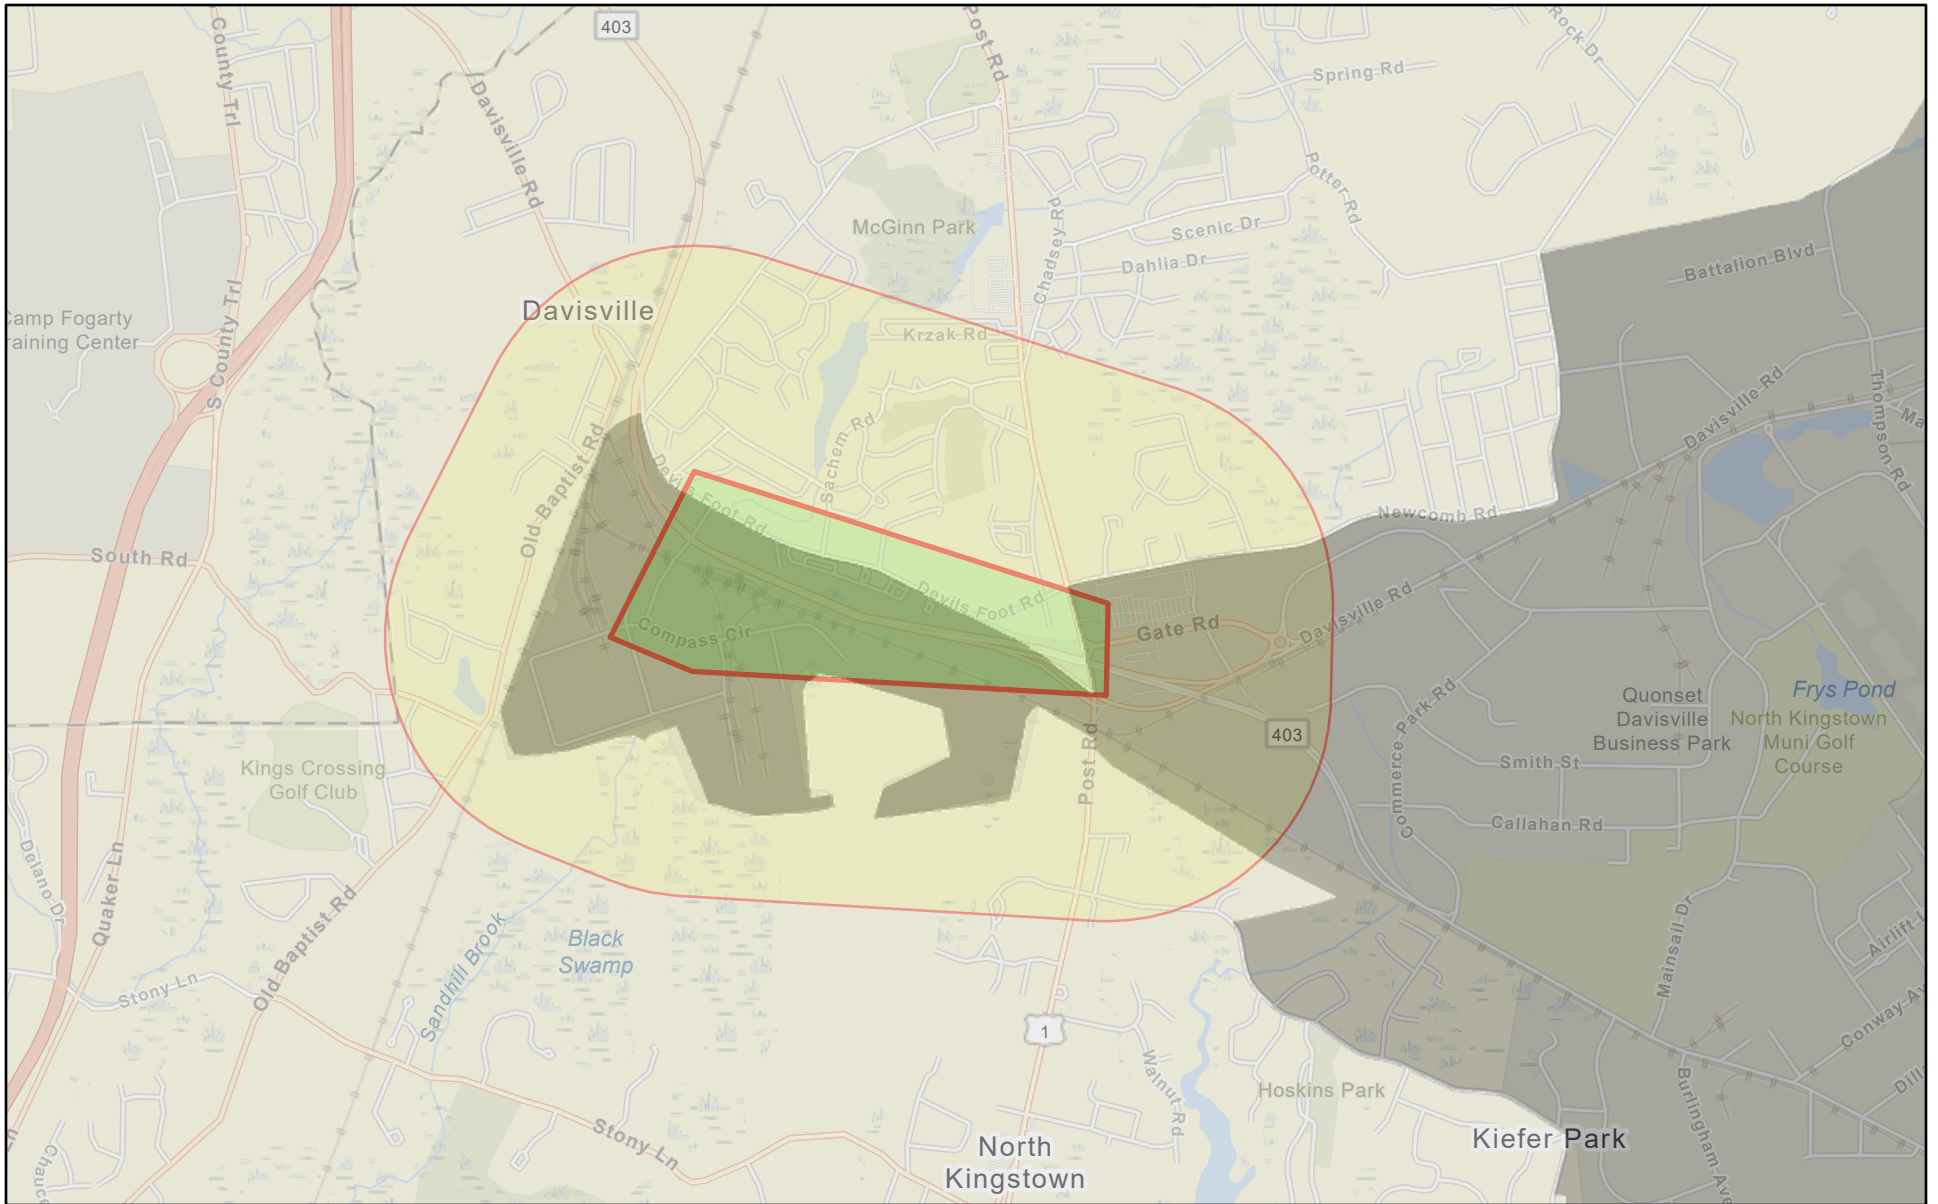 403
S County Trl
Davisville Rd
Post Rd
Rock Dr
Spring Rd
Potter Rd
McGinn Park
Chadsey Rd
Scenic Dr
Dahlia Dr
Battalion Blvd
Camp Fogarty
Training Center
S County Trl
Davisville
Krzak Rd
Davisville Rd
Thompson Rd
Ma
Old Baptist Rd
Sachem Rd
Devils Foot Rd
Newcomb Rd
South Rd
Devils Foot Rd
Compass Cir
Gate Rd
Davisville Rd
Quonset
Davisville
Business Park
Frys Pond
North Kingstown
Muni Golf
Course
403
Commerce Park Rd
Smith St
Post Rd
Kings Crossing
Golf Club
Callahan Rd
Delano Dr
Quaker Ln
Old Baptist Rd
Sandhill Brook
Black
Swamp
Mainsail Dr
Airlift L
Stony Ln
Conway Av
1
Walnut Rd
Hoskins Park
Burlingham Ave
Dilla
Stony Ln
North
Kingstown
Kiefer Park
Ln
Chauce